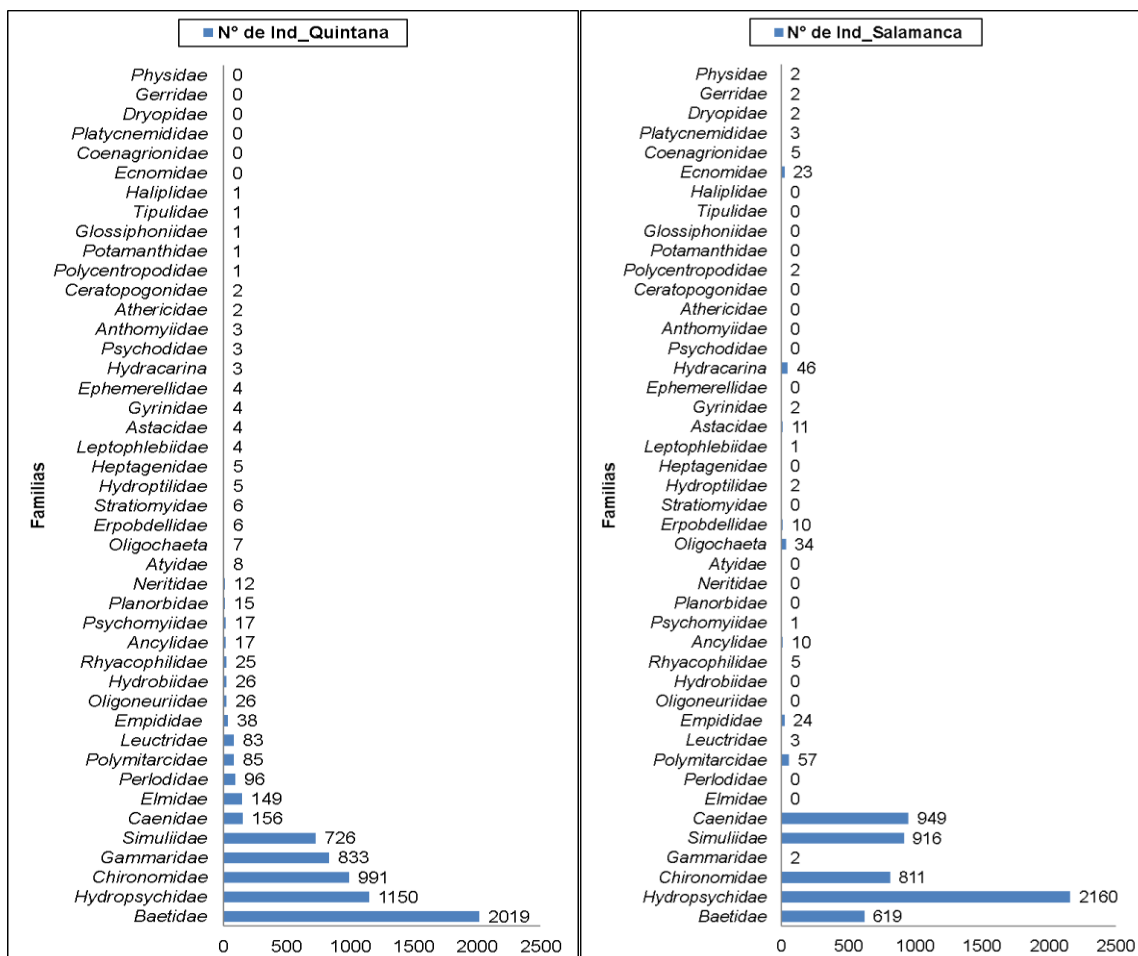 N° de Ind_Quintana
Familias
Physidae 0
Gerridae 0
Dryopidae 0
Platycnemididae 0
Coenagrionidae 0
Ecnomidae 0
Haliplidae 1
Tipulidae 1
Glossiphoniidae 1
Potamanthidae 1
Polycentropodidae 1
Ceratopogonidae 2
Athericidae 2
Anthomyiidae 3
Psychodidae 3
Hydracarina 3
Ephemerellidae 4
Gyrinidae 4
Astacidae 4
Leptophlebiidae 4
Heptagenidae 5
Hydroptilidae 5
Stratiomyidae 6
Erpobdellidae 6
Oligochaeta 7
Atyidae 8
Neritidae 12
Planorbidae 15
Psychomyiidae 17
Ancylidae 17
Rhyacophilidae 25
Hydrobiidae 26
Oligoneuriidae 26
Empididae 38
Leuctridae 83
Polymitarcidae 85
Perlodidae 96
Elmidae 149
Caenidae 156
Simuliidae 726
Gammaridae 833
Chironomidae 991
Hydropsychidae 1150
Baetidae 2019
0 500 1000 1500 2000 2500
N° de Ind_Salamanca
Familias
Physidae 2
Gerridae 2
Dryopidae 2
Platycnemididae 3
Coenagrionidae 5
Ecnomidae 23
Haliplidae 0
Tipulidae 0
Glossiphoniidae 0
Potamanthidae 0
Polycentropodidae 2
Ceratopogonidae 0
Athericidae 0
Anthomyiidae 0
Psychodidae 0
Hydracarina 46
Ephemerellidae 0
Gyrinidae 2
Astacidae 11
Leptophlebiidae 1
Heptagenidae 0
Hydroptilidae 2
Stratiomyidae 0
Erpobdellidae 10
Oligochaeta 34
Atyidae 0
Neritidae 0
Planorbidae 0
Psychomyiidae 1
Ancylidae 10
Rhyacophilidae 5
Hydrobiidae 0
Oligoneuriidae 0
Empididae 24
Leuctridae 3
Polymitarcidae 57
Perlodidae 0
Elmidae 0
Caenidae 949
Simuliidae 916
Gammaridae 2
Chironomidae 811
Hydropsychidae 2160
Baetidae 619
0 500 1000 1500 2000 2500